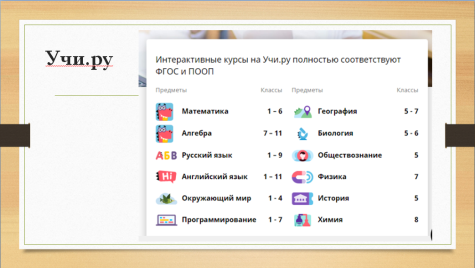 Учи.ру
Интерактивные курсы на Учи.ру полностью соответствуют
ФГОС и ПООП
Предметы Классы Предметы Классы
Математика 1 – 6 География 5 - 7
Алгебра 7 – 11 Биология 5 - 6
АБВ Русский язык 1 – 9 Обществознание 5
Hi Английский язык 1 – 11 Физика 7
Окружающий мир 1 - 4 История 5
Программирование 1 - 7 Химия 8